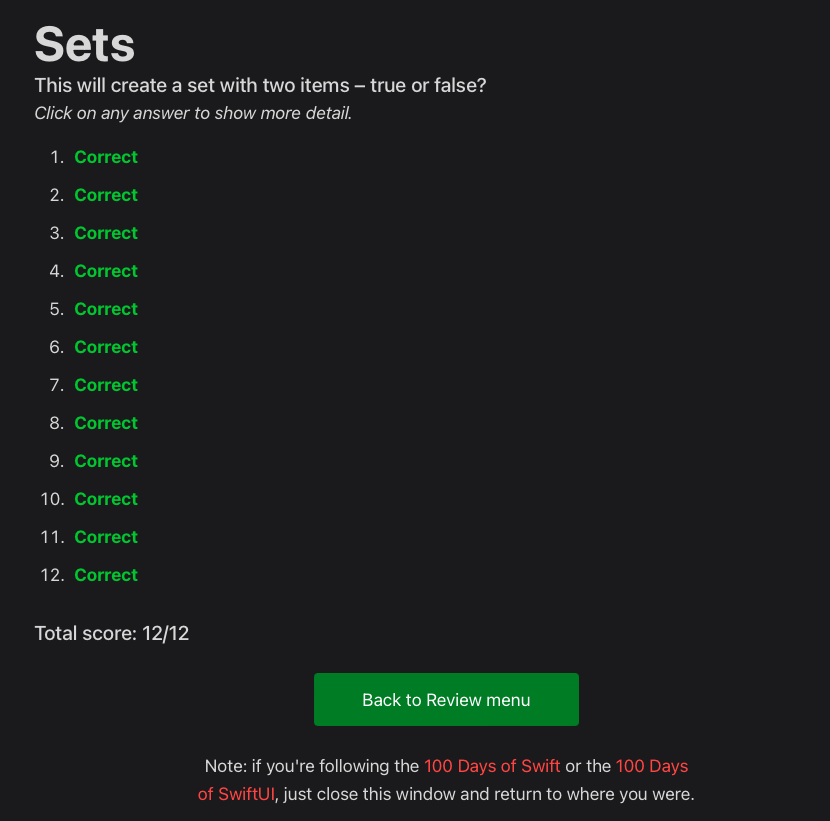 Sets
This will create a set with two items – true or false?
Click on any answer to show more detail.
1. Correct
2. Correct
3. Correct
4. Correct
5. Correct
6. Correct
7. Correct
8. Correct
9. Correct
10. Correct
11. Correct
12. Correct
Total score: 12/12
Back to Review menu
Note: if you're following the 100 Days of Swift or the 100 Days
of SwiftUI, just close this window and return to where you were.